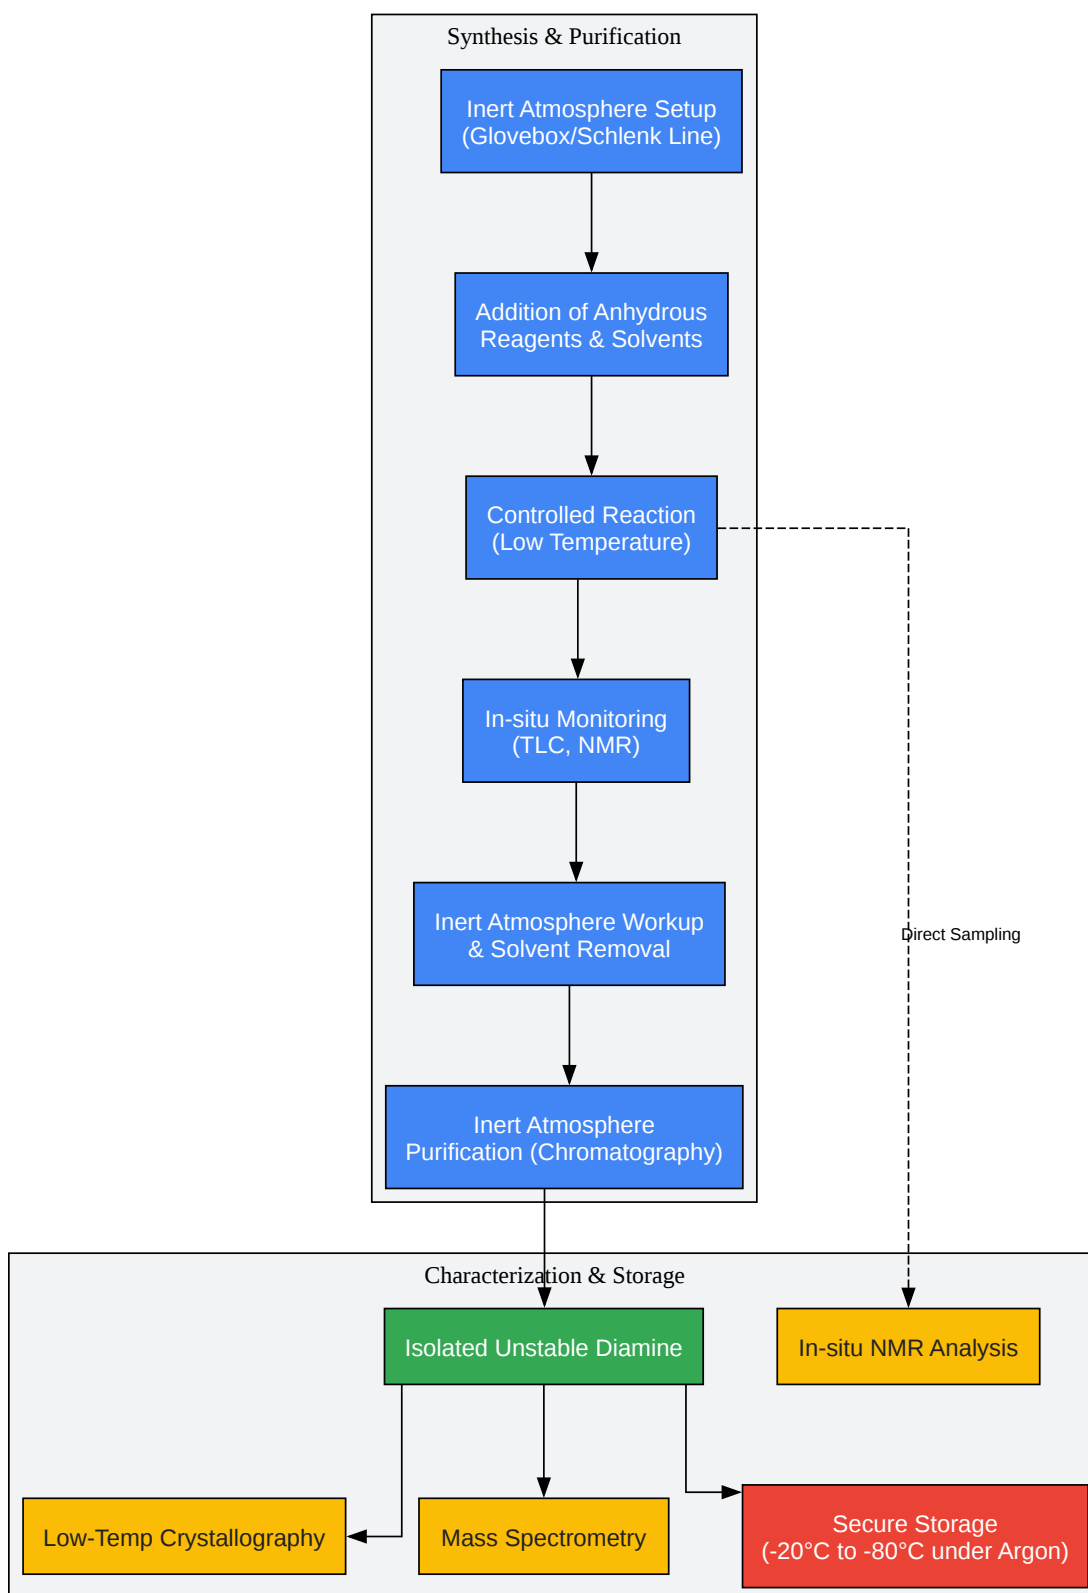 Synthesis & Purification
Inert Atmosphere Setup
(Glovebox/Schlenk Line)
Addition of Anhydrous
Reagents & Solvents
Controlled Reaction
(Low Temperature)
In-situ Monitoring
(TLC, NMR)
Inert Atmosphere Workup
& Solvent Removal
Direct Sampling
Inert Atmosphere
Purification (Chromatography)
Characterization & Storage
Isolated Unstable Diamine
In-situ NMR Analysis
Low-Temp Crystallography
Mass Spectrometry
Secure Storage
(-20°C to -80°C under Argon)